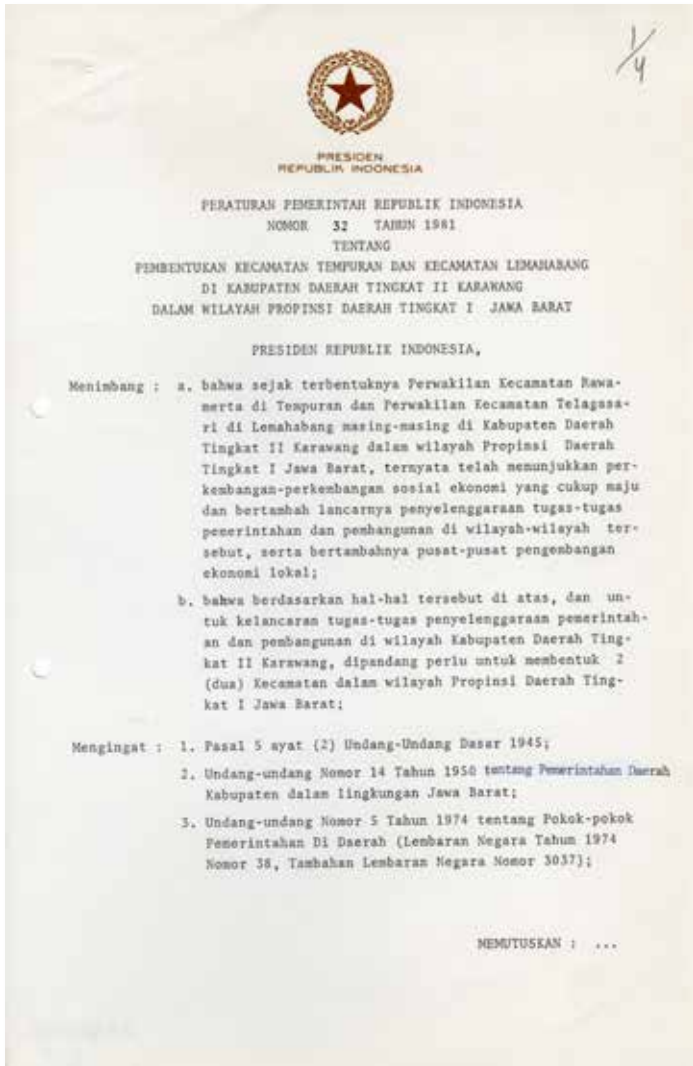 1/4
PRESIDEN
REPUBLIK INDONESIA
PERATURAN PEMERINTAH REPUBLIK INDONESIA
NOMOR 32 TAHUN 1981
TENTANG
PEMBENTUKAN KECAMATAN TEMPURAN DAN KECAMATAN LEMAHABANG
DI KABUPATEN DAERAH TINGKAT II KARAWANG
DALAM WILAYAH PROPINSI DAERAH TINGKAT I JAWA BARAT
PRESIDEN REPUBLIK INDONESIA,
Menimbang : a. bahwa sejak terbentuknya Perwakilan Kecamatan Rawa-
merta di Tempuran dan Perwakilan Kecamatan Telagasa-
ri di Lemahabang masing-masing di Kabupaten Daerah
Tingkat II Karawang dalam wilayah Propinsi Daerah
Tingkat I Jawa Barat, ternyata telah menunjukkan per-
kembangan-perkembangan sosial ekonomi yang cukup maju
dan bertambah lancarnya penyelenggaraan tugas-tugas
pemerintahan dan pembangunan di wilayah-wilayah ter-
sebut, serta bertambahnya pusat-pusat pengembangan
ekonomi lokal;
b. bahwa berdasarkan hal-hal tersebut di atas, dan un-
tuk kelancaran tugas-tugas penyelenggaraan pemerintah-
an dan pembangunan di wilayah Kabupaten Daerah Ting-
kat II Karawang, dipandang perlu untuk membentuk 2
(dua) Kecamatan dalam wilayah Propinsi Daerah Ting-
kat I Jawa Barat;
Mengingat : 1. Pasal 5 ayat (2) Undang-Undang Dasar 1945;
2. Undang-undang Nomor 14 Tahun 1950 tentang Pemerintahan Daerah
Kabupaten dalam lingkungan Jawa Barat;
3. Undang-undang Nomor 5 Tahun 1974 tentang Pokok-pokok
Pemerintahan Di Daerah (Lembaran Negara Tahun 1974
Nomor 38, Tambahan Lembaran Negara Nomor 3037);
MEMUTUSKAN : ...